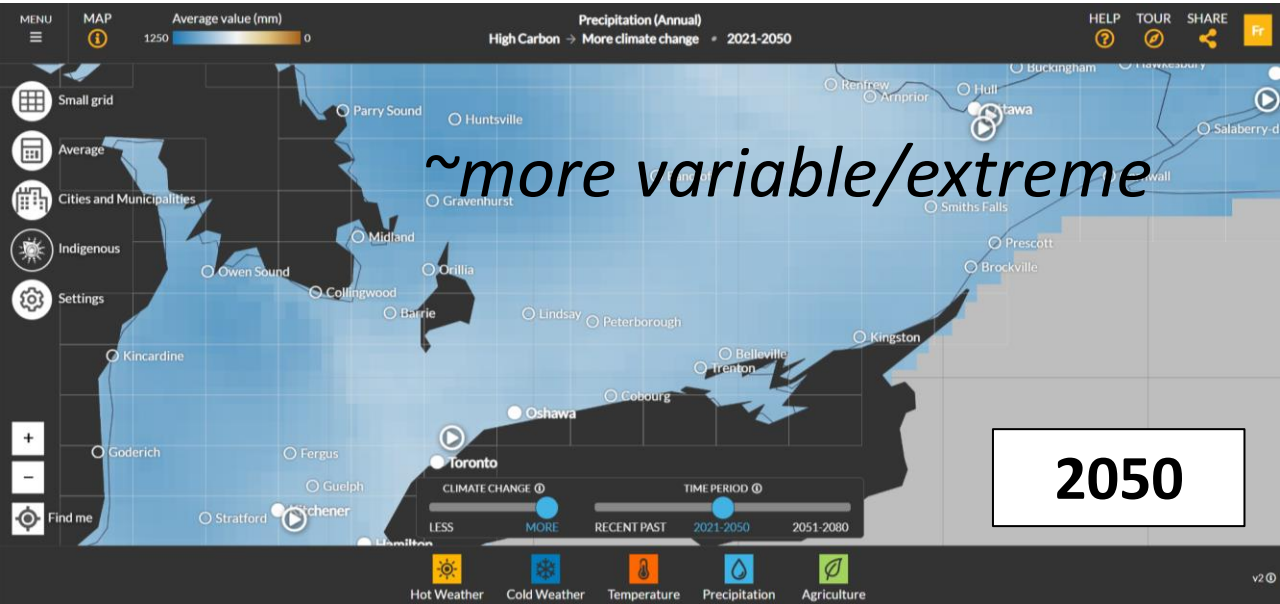 MENU
MAP
Average value (mm)
1250
0
Precipitation (Annual)
High Carbon → More climate change • 2021-2050
HELP
TOUR
SHARE
Fr
Small grid
Average
Cities and Municipalities
Indigenous
Settings
Find me
+
−
~more variable/extreme
Buckingham
Renfrew
Arnprior
Hull
Parry Sound
Huntsville
Gravenhurst
Smiths Falls
Midland
Prescott
Owen Sound
Orillia
Brockville
Collingwood
Barrie
Lindsay
Peterborough
Kingston
Kincardine
Belleville
Trenton
Cobourg
Oshawa
Goderich
Fergus
Toronto
Guelph
Stratford
Hamilton
2050
CLIMATE CHANGE
LESS
MORE
TIME PERIOD
RECENT PAST
2021-2050
2051-2080
Hot Weather
Cold Weather
Temperature
Precipitation
Agriculture
v2